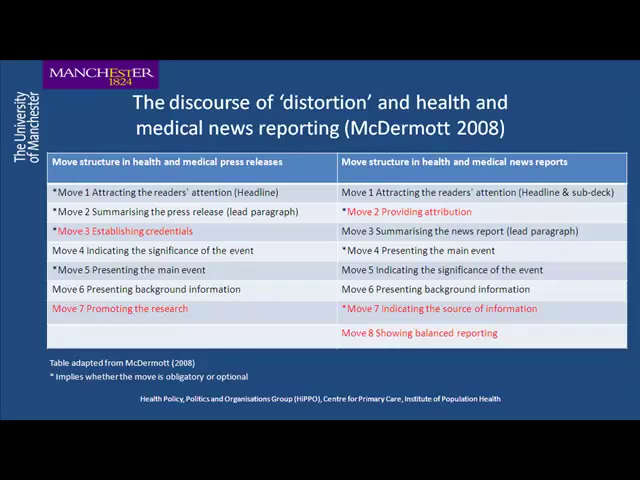 MANCHESTER
1824
The University
of Manchester
The discourse of 'distortion' and health and
medical news reporting (McDermott 2008)
Move structure in health and medical press releases
Move structure in health and medical news reports
*Move 1 Attracting the readers' attention (Headline)
Move 1 Attracting the readers' attention (Headline & sub-deck)
*Move 2 Summarising the press release (lead paragraph)
*Move 2 Providing attribution
*Move 3 Establishing credentials
Move 3 Summarising the news report (lead paragraph)
Move 4 Indicating the significance of the event
*Move 4 Presenting the main event
*Move 5 Presenting the main event
Move 5 Indicating the significance of the event
Move 6 Presenting background information
Move 6 Presenting background information
Move 7 Promoting the research
*Move 7 Indicating the source of information
Move 8 Showing balanced reporting
Table adapted from McDermott (2008)
* Implies whether the move is obligatory or optional
Health Policy, Politics and Organisations Group (HiPPO), Centre for Primary Care, Institute of Population Health